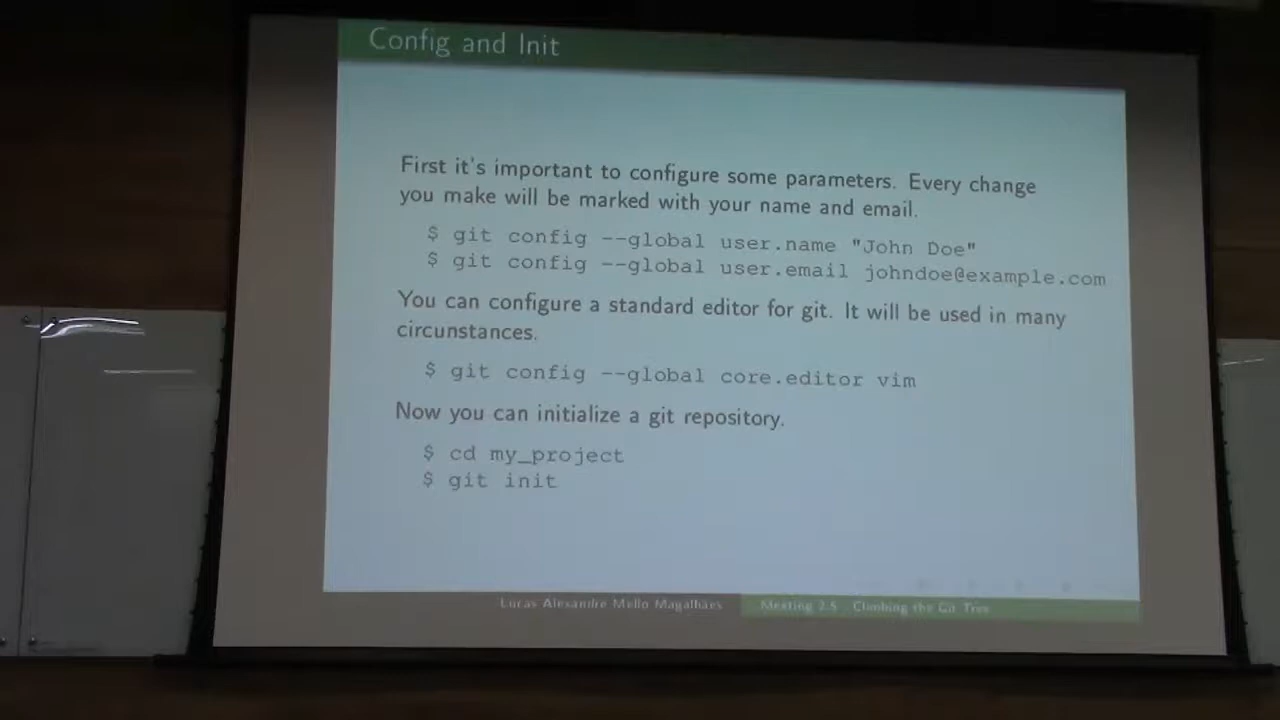 Config and Init
First it's important to configure some parameters. Every change
you make will be marked with your name and email.
$ git config --global user.name "John Doe"
$ git config --global user.email johndoe@example.com
You can configure a standard editor for git. It will be used in many
circunstances.
$ git config --global core.editor vim
Now you can initialize a git repository.
$ cd my_project
$ git init
Lucas Alexandre Mello Magalhães
Meeting 2.5 Climbing the Git Tree